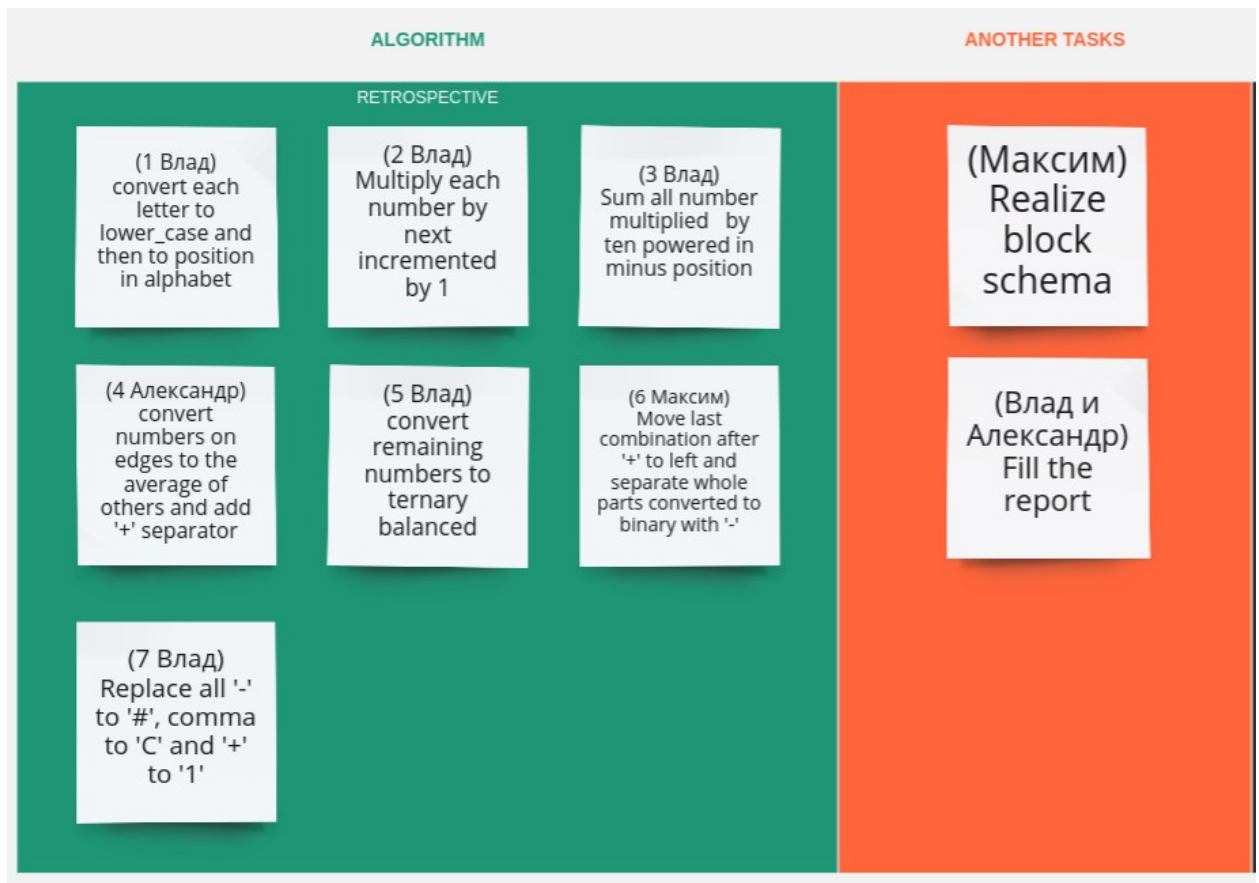 ALGORITHM
ANOTHER TASKS
RETROSPECTIVE
(1 Влад)
convert each
letter to
lower_case and
then to position
in alphabet
(2 Влад)
Multiply each
number by
next
incremented
by 1
(3 Влад)
Sum all number
multiplied by
ten powered in
minus position
(Максим)
Realize
block
schema
(4 Александр)
convert
numbers on
edges to the
average of
others and add
'+' separator
(5 Влад)
convert
remaining
numbers to
ternary
balanced
(6 Максим)
Move last
combination after
'+' to left and
separate whole
parts converted to
binary with '-'
(Влад и
Александр)
Fill the
report
(7 Влад)
Replace all '-'
to '#', comma
to 'C' and '+'
to '1'